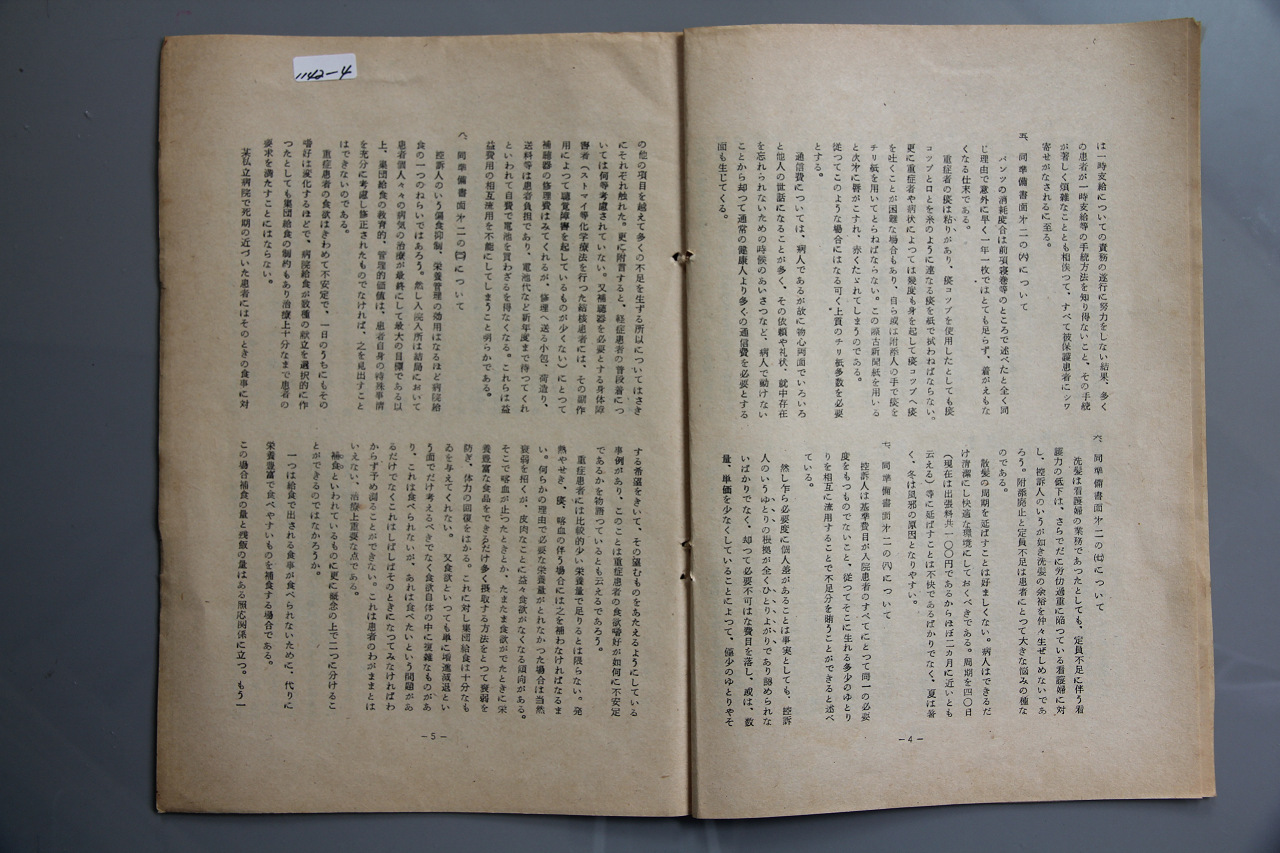 1142-4
は一時支給についての責務の遂行に努力をしない結果、多く
の患者が一時支給等の手続方法を知り得ないこと、その手続
が著しく煩雑なこととも相俟つて、すべて被保護患者にシワ
寄せがなされるに至る。
五、同準備書面才二の㈥について
パンツの消耗度合は前項寝巻等のところで述べたと全く同
じ理由で意外に早く一年一枚ではとても足らず、着がえもな
くなる仕末である。
重症者の痰は粘りがあり、痰コップを使用したとしても痰
コップと口とを糸のように連なる痰を紙で拭わねばならない。
更に重症者や病状によつては幾度も身を起して痰コップへ痰
を吐くことが困難な場合もあり、自ら或は附添人の手で痰を
チリ紙を用いてとらねばならない。この際古新聞紙を用いる
と次才に唇がこすれ、赤くたゞれてしまうのである。
従つてこのような場合にはなる可く上質のチリ紙多数を必要
とする。
通信費については、病人であるが故に物心両面でいろいろ
と他人の世話になることが多く、その依頼や礼状、就中存在
を忘れられないための時候のあいさつなど、病人で動けない
ことから却つて通常の健康人より多くの通信費を必要とする
面も生じてくる。
六、同準備書面才二の㈦について
洗髪は看護婦の業務であつたとしても、定員不足に伴う看
護力の低下は、さらでだに労働過重に陥つている看護婦に対
し、控訴人のいうが如き洗髪の余裕を仲々生ぜしめないであ
ろう。附添廃止と定員不足は患者にとつて大きな悩みの種な
のである。
散髪の周期を延ばすことは好ましくない。病人はできるだ
け清潔にし快適な環境にしておくべきである。周期を四〇日
(現在は出張料共一〇〇円であるからほゞ二カ月に近いとも
云える)等に延ばすことは不快であるばかりでなく、夏は暑
く、冬は風邪の原因となりやすい。
七、同準備書面才二の㈧について
控訴人は基準費目が入院患者のすべてにとつて同一の必要
度をもつものでないこと、従つてそこに生れる多少のゆとり
を相互に流用することで不足分を賄うことができると述べ
ている。
然し乍ら必要度に個人差があることは事実としても、控訴
人のいうゆとりの根拠が全くひとりよがりであり認められな
いばかりでなく、却つて必要不可欠な費目を落し、或は、数
量、単価を少なくしていることによつて、僅少のゆとりやそ
－4－
の他の項目を越えて多くの不足を生ずる所以についてはさき
にそれぞれ触れた。更に附言すると、軽症患者の普段着につ
いては何等考慮されていない。又補聴器を必要とする身体障
害者(ストマイ等化学療法を行つた結核患者には、その副作
用によつて聴覚障害を起しているものが少くない)にとつて
補聴器の修理費はみてくれるが、修理へ送る小包、荷造り、
送料等は患者負担であり、電池代など新年度まで待つてくれ
といわれて自費で電池を買わざるを得なくなる。これらは益
益費用の相互流用を不能にしてしまうこと明らかである。
八、同準備書面才二の㈡について
控訴人のいう偏食抑制、栄養管理の効用はなるほど病院給
食の一つのねらいではあろう。然し入院入所は結局において
患者個人々々の病気の治療が最終にして最大の目標である以
上、集団給食の教育的、管理的価値は、患者自身の特殊事情
を充分に考慮し修正されたものでなければ、之を見出すこと
はできないのである。
重症患者の食欲はきわめて不安定で、一日のうちにもその
嗜好は変化するほどで、病院給食が数種の献立を選択的に作
つたとしても集団給食の制約もあり治療上十分なまで患者の
要求を満たすことにはならない。
某私立病院で死期の近づいた患者にはそのときの食事に対
する希望をきいて、その望むものをあたえるようにしている
事例があり、このことは重症患者の食欲嗜好が如何に不安定
であるかを物語つているとも云えるであろう。
重症患者には比較的少い栄養量で足りるとは限らない。発
熱やせき、痰、喀血の伴う場合には之を補わなければなるま
い。何らかの理由で必要な栄養量がとれなかつた場合は当然
衰弱を招くが、皮肉なことに益々食欲がなくなる傾向がある。
そこで喀血が止つたときとか、たまたま食欲がでたときに栄
養豊富な食品をできるだけ多く摂取する方法をとつて衰弱を
防ぎ、体力の回復をはかる。これに対し集団給食は十分なも
ゐを与えてくれない。　又食欲といつても単に増進減退とい
う面でだけ考えるべきでなく食欲自体の中に複雑なものがあ
り、これは食べられないが、あれは食べたいという問題があ
るだけでなくこれはしばしばそのときになつてみなければわ
からず予め測ることができない。これは患者のわがままとは
いえない、治療上重要な点である。
補食といわれているものに更に概念の上で二つに分けるこ
とができるのではなかろうか。
一つは給食で出される食事が食べられないために、代りに
栄養豊富で食べやすいものを補食する場合である。
この場合補食の量と残飯の量はある照応関係に立つ。もう一
－5－